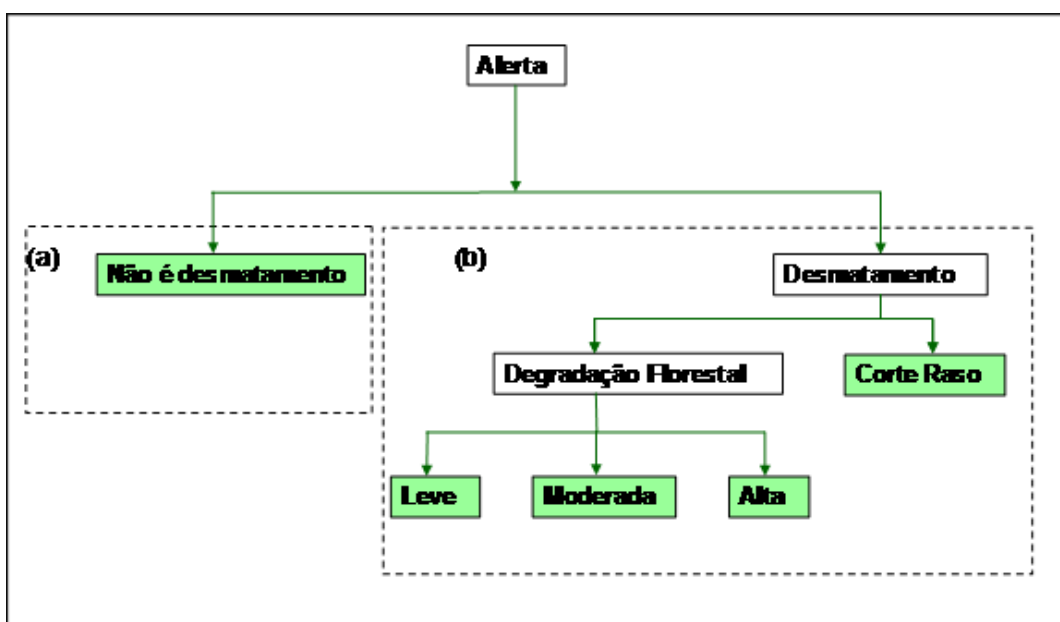 Alerta
(a)
Não é desmatamento
(b)
Desmatamento
Degradação Florestal
Corte Raso
Leve
Moderada
Alta